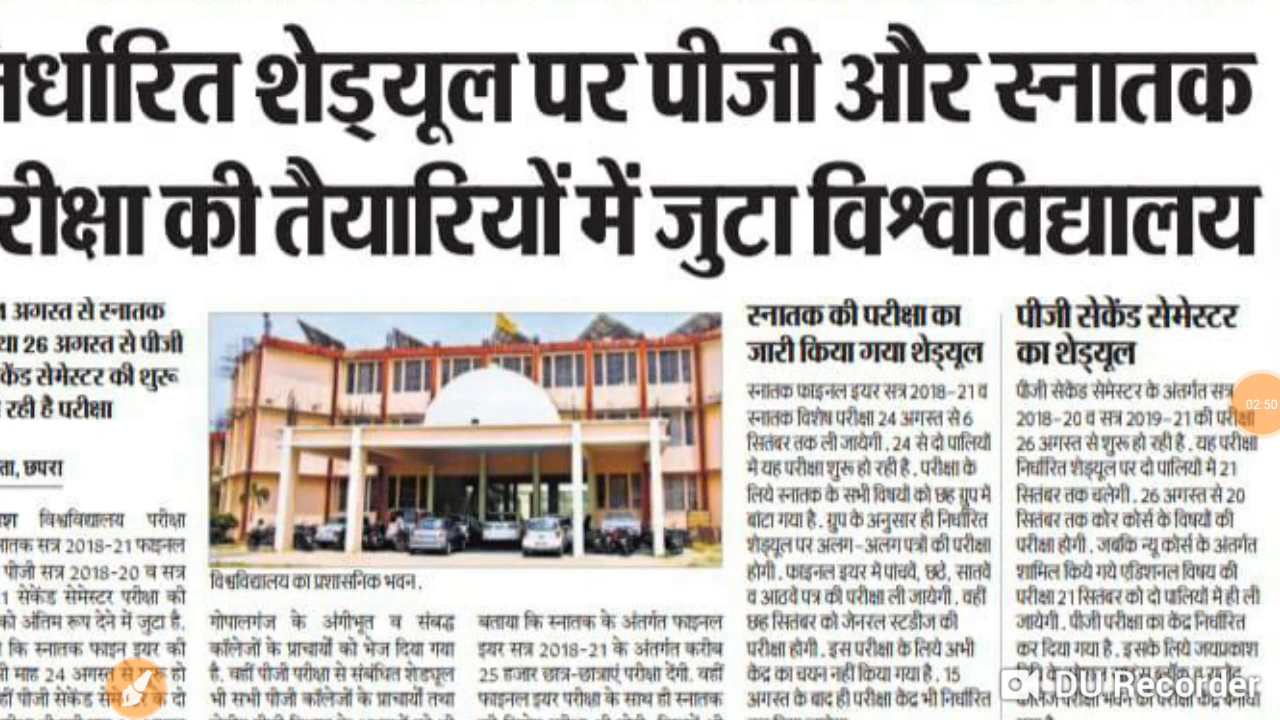 र्धारित शेड्यूल पर पीजी और स्नातक
रीक्षा की तैयारियों में जुटा विश्वविद्यालय
अगस्त से स्नातक
था 26 अगस्त से पीजी
केंड सेमेस्टर की शुरू
रही है परीक्षा
ता, छपरा
विश्वविद्यालय परीक्षा
नातक सत्र 2018-21 फाइनल
पीजी सत्र 2018-20 व सत्र
1 सेकेंड सेमेस्टर परीक्षा को
को अंतिम रूप देने में जुटा है.
कि स्नातक फाइन इयर की
माह 24 अगस्त से हो
पीजी सेकेंड के दो
विश्वविद्यालय का प्रशासनिक भवन.
गोपालगंज के अंगीभूत व संबद्ध
कॉलेजों के प्राचार्यों को भेज दिया गया
है. वहीं पीजी परीक्षा से संबंधित शेड्यूल
भी सभी पीजी कॉलेजों के प्राचार्यों तथा
बताया कि स्नातक के अंतर्गत फाइनल
इयर सत्र 2018-21 के अंतर्गत करीब
25 हजार छात्र-छात्राएं परीक्षा देंगी. वहीं
फाइनल इयर परीक्षा के साथ ही स्नातक
स्नातक की परीक्षा का
जारी किया गया शेड्यूल
स्नातक फाइनल इयर सत्र 2018-21 व
स्नातक विशेष परीक्षा 24 अगस्त से 6
सितंबर तक ली जायेगी. 24 से दो पालियों
में यह परीक्षा शुरू हो रही है. परीक्षा के
लिये स्नातक के सभी विषयों को छह ग्रुप में
बांटा गया है. ग्रुप के अनुसार ही निर्धारित
शेड्यूल पर अलग-अलग पत्रों की परीक्षा
होगी. फाइनल इयर में पांचवें, छठे, सातवें
व आठवें पत्र की परीक्षा ली जायेगी. वहीं
छह सितंबर को जेनरल स्टडीज की
परीक्षा होगी. इस परीक्षा के लिये अभी
केंद्र का चयन नहीं किया गया है. 15
अगस्त के बाद ही परीक्षा केंद्र भी निर्धारित
पीजी सेकेंड सेमेस्टर
का शेड्यूल
पीजी सेकेंड सेमेस्टर के अंतर्गत सत्र
2018-20 व सत्र 2019-21 की परीक्षा
26 अगस्त से शुरू हो रही है. यह परीक्षा
निर्धारित शेड्यूल पर दो पालियों में 21
सितंबर तक चलेगी. 26 अगस्त से 20
सितंबर तक कोर कोर्स के विषयों की
परीक्षा होगी. जबकि न्यू कोर्स के अंतर्गत
शामिल किये गये एडिशनल विषय की
परीक्षा 21 सितंबर को दो पालियों में ही ली
जायेगी. पीजी परीक्षा का केंद्र निर्धारित
कर दिया गया है. इसके लिये जयप्रकाश
परीक्षा भवन को परीक्षा केंद्र बनाया
02:50
DU Recorder